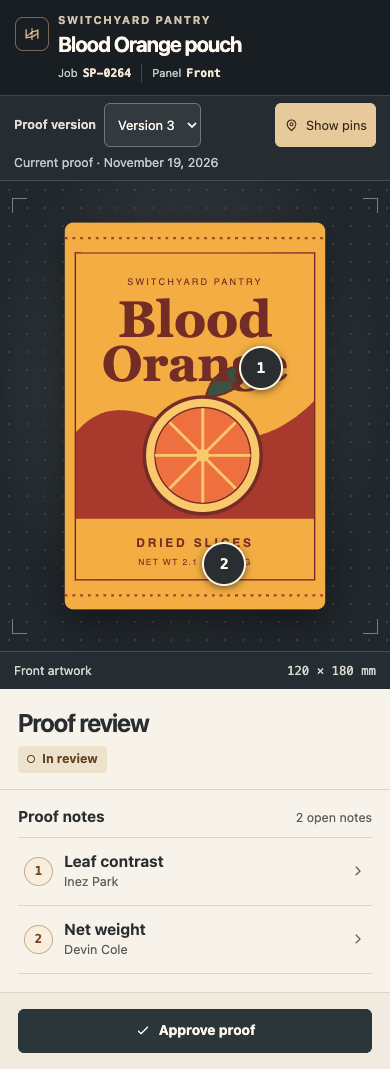 SWITCHYARD PANTRY
Blood Orange pouch
Job SP-0264 Panel Front
Proof version Version 3 Show pins
Current proof · November 19, 2026
SWITCHYARD PANTRY
Blood
Orange
1
DRIED SLICES
NET WT
2
Front artwork 120 × 180 mm
Proof review
In review
Proof notes 2 open notes
1 Leaf contrast
Inez Park
2 Net weight
Devin Cole
Approve proof